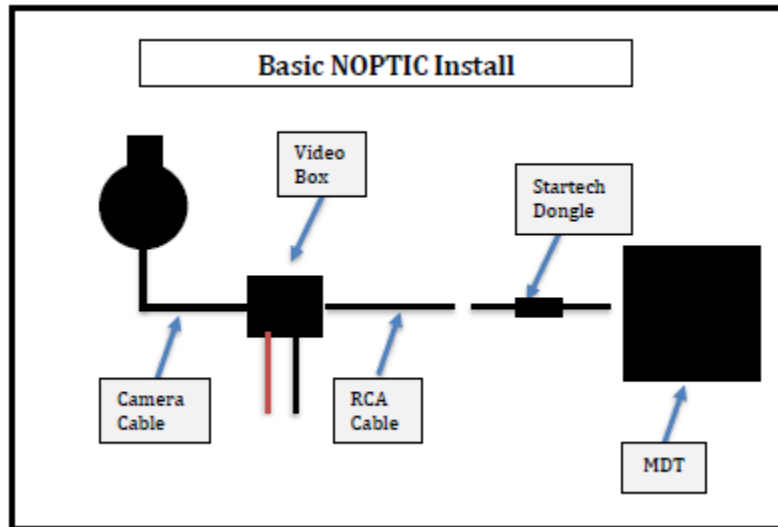 Basic NOPTIC Install
Video
Box
Startech
Dongle
Camera
Cable
RCA
Cable
MDT